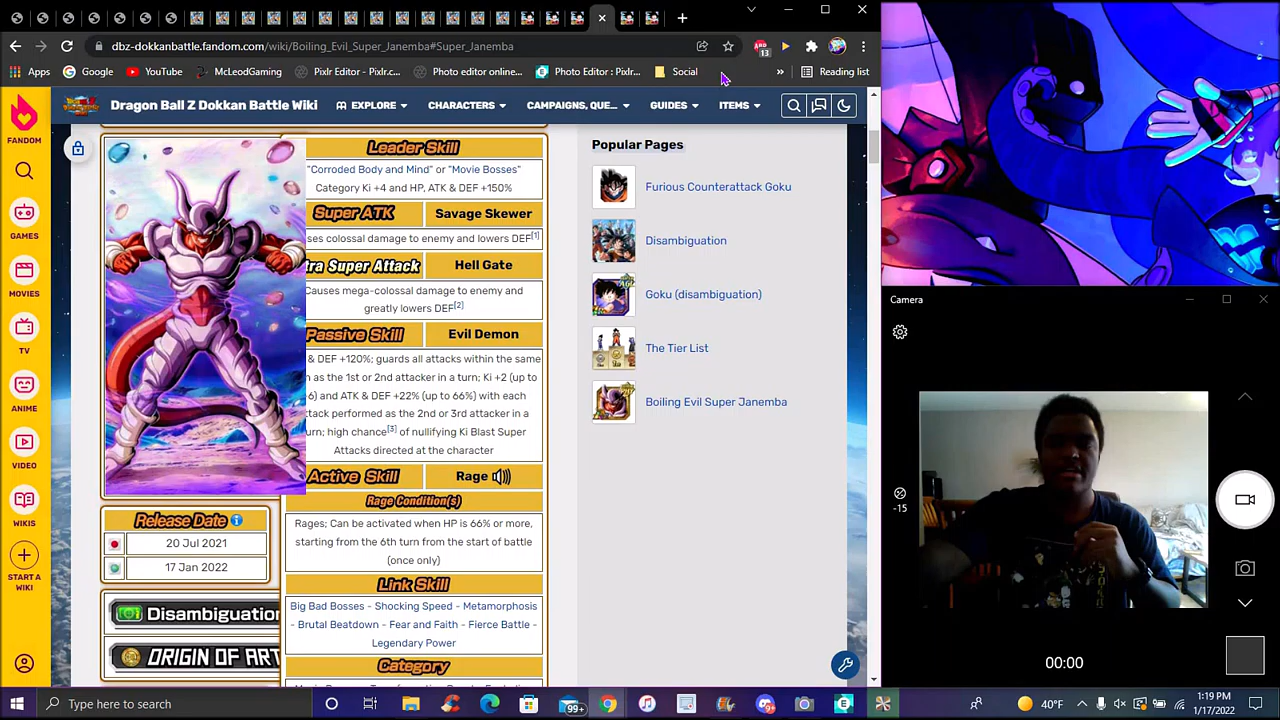 dbz-dokkanbattle.fandom.com/wiki/Boiling_Evil_Super_Janemba#Super_Janemba
13
Apps
Google
YouTube
McLeodGaming
Pixlr Editor - Pixlr.c...
Photo editor onlin...
Photo Editor : Pixlr...
Social
»
Reading list
FANDOM
GAMES
MOVIES
TV
ANIME
VIDEO
WIKIS
START A
WIKI
Dragon Ball Z Dokkan Battle Wiki
EXPLORE
CHARACTERS
CAMPAIGNS, QUE...
GUIDES
ITEMS
Leader Skill
"Corroded Body and Mind" or "Movie Bosses"
Category Ki +4 and HP, ATK & DEF +150%
Super ATK
Savage Skewer
ses colossal damage to enemy and lowers DEF[1]
tra Super Attack
Hell Gate
Causes mega-colossal damage to enemy and
greatly lowers DEF[2]
Passive Skill
Evil Demon
& DEF +120%; guards all attacks within the same
n as the 1st or 2nd attacker in a turn; Ki +2 (up to
6) and ATK & DEF +22% (up to 66%) with each
tack performed as the 2nd or 3rd attacker in a
urn; high chance[3] of nullifying Ki Blast Super
Attacks directed at the character
Active Skill
Rage
Rage Condition(s)
Rages; Can be activated when HP is 66% or more,
starting from the 6th turn from the start of battle
(once only)
Link Skill
Big Bad Bosses - Shocking Speed - Metamorphosis
- Brutal Beatdown - Fear and Faith - Fierce Battle -
Legendary Power
Category
Release Date
20 Jul 2021
17 Jan 2022
Disambiguation
ORIGIN OF ART
Popular Pages
Furious Counterattack Goku
Disambiguation
Goku (disambiguation)
The Tier List
Boiling Evil Super Janemba
Camera
-15
00:00
Type here to search
99+
40°F
1:19 PM
1/17/2022